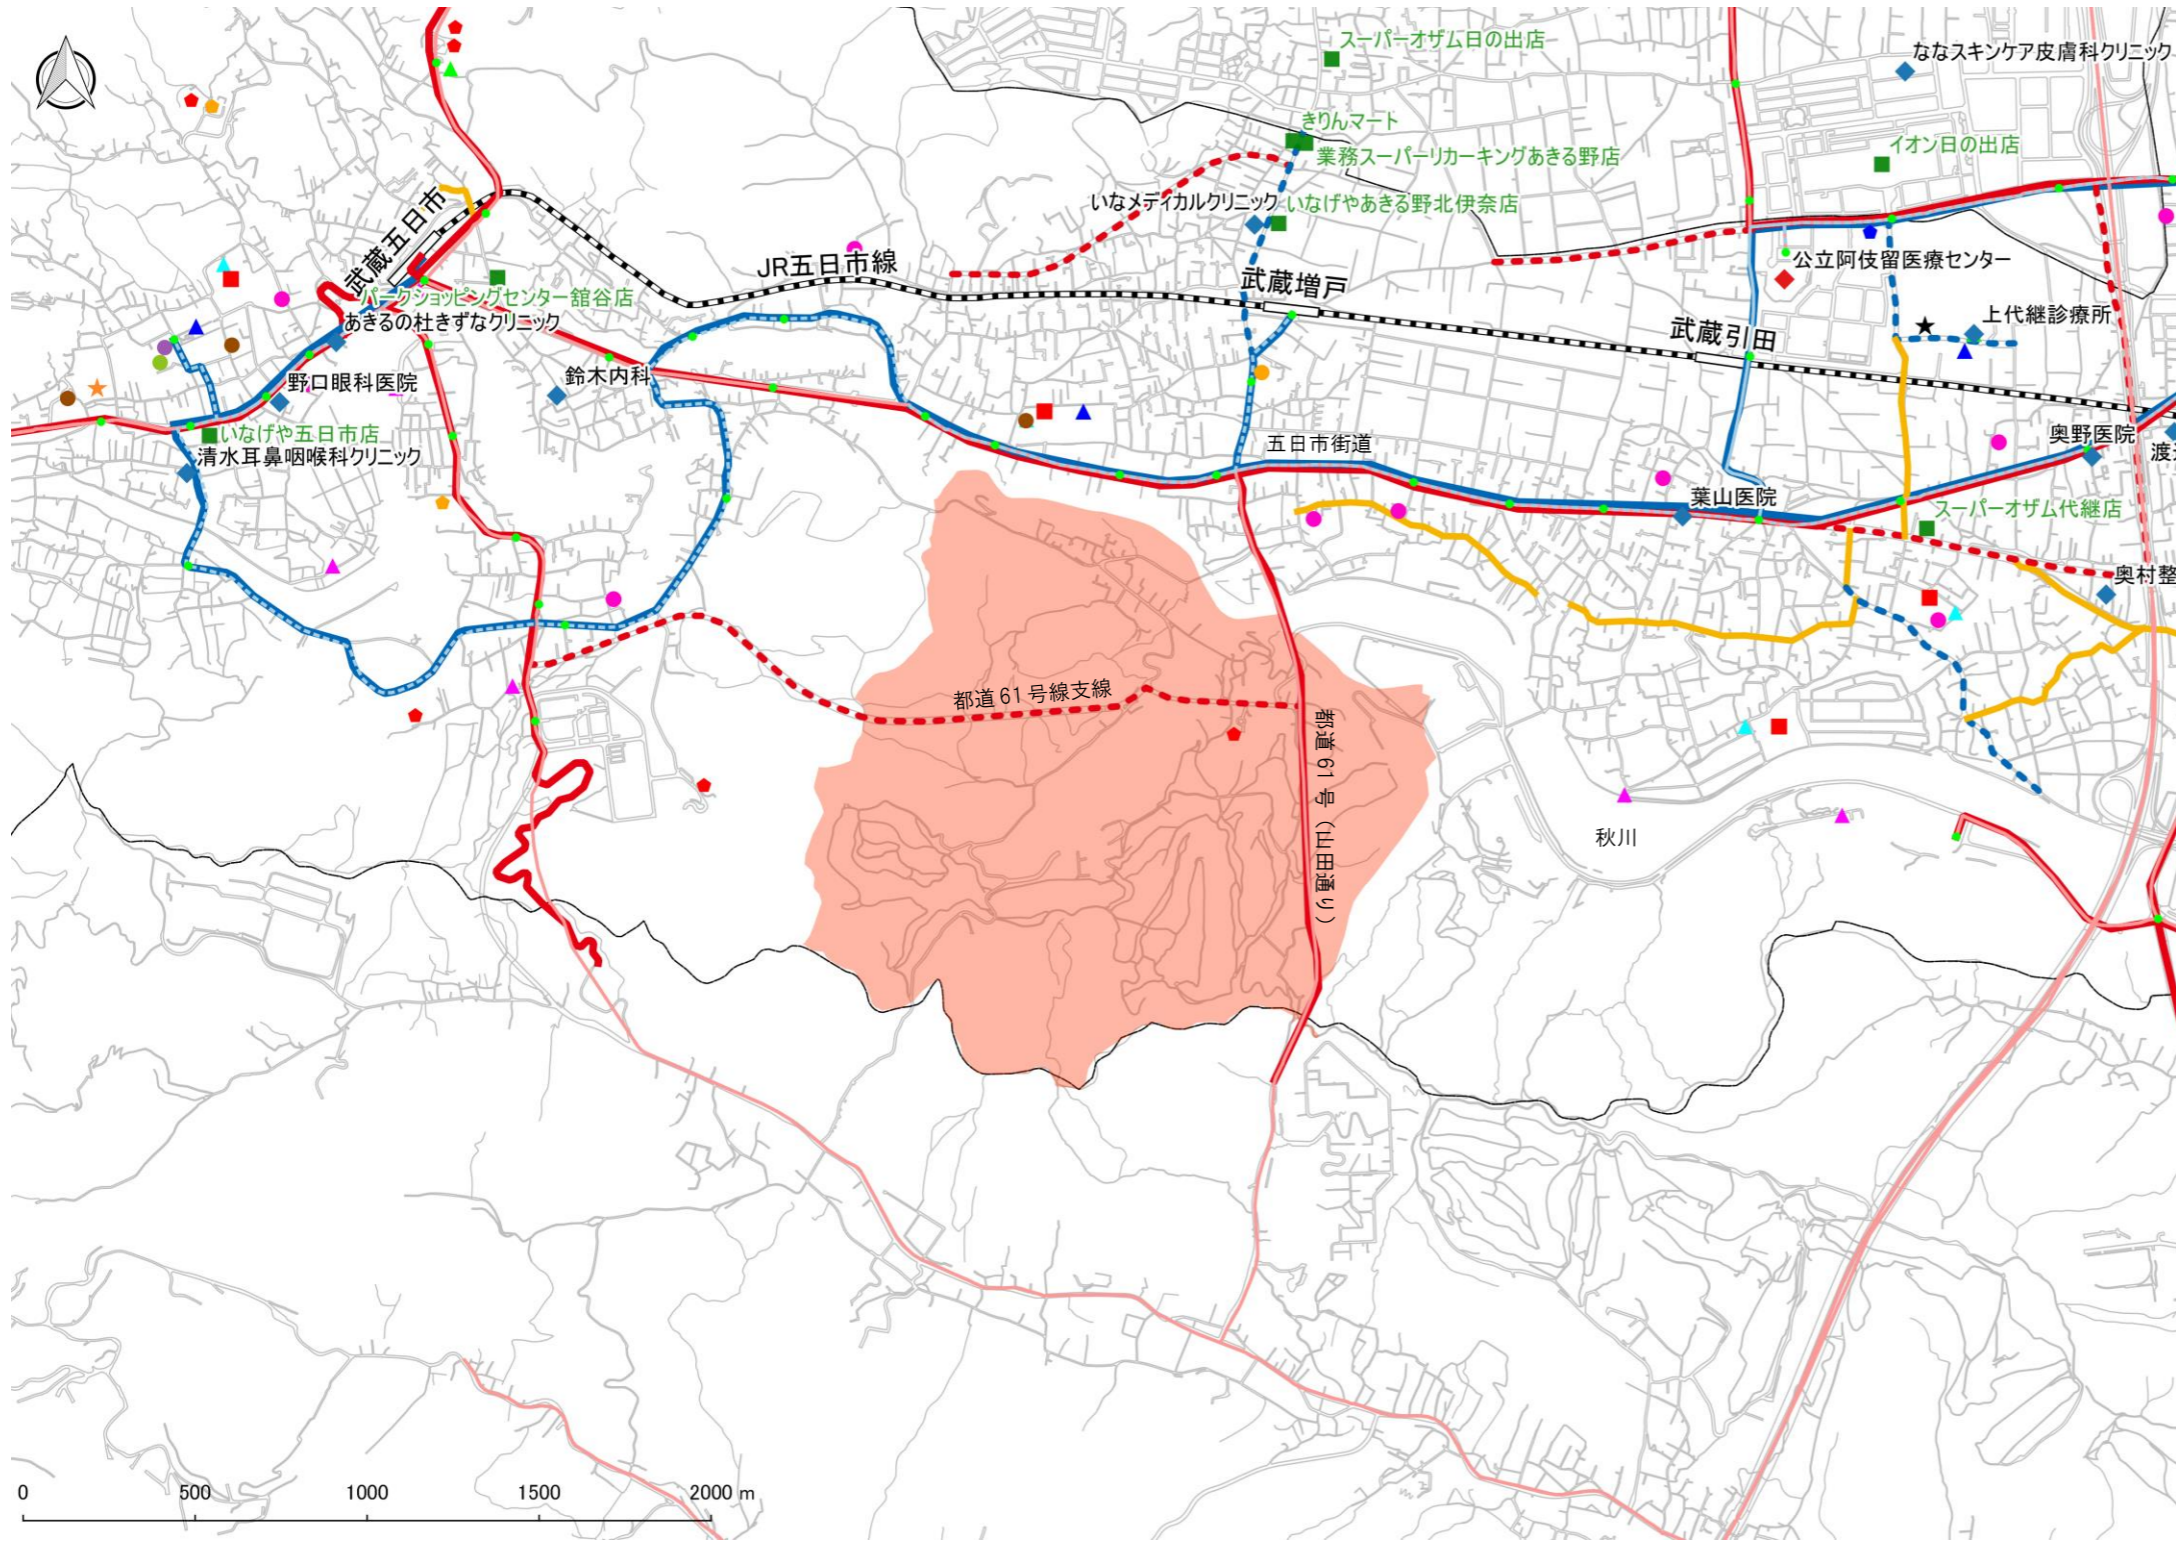 スーパーオザム日の出店
ななスキンケア皮膚科クリニック
きりんマート
業務スーパーリカーキングあきる野店
イオン日の出店
武蔵五日市
いなメディカルクリニック
いなげやあきる野北伊奈店
JR五日市線
武蔵増戸
公立阿伎留医療センター
パークショッピングセンター舘谷店
あきるの杜きずなクリニック
上代継診療所
武蔵引田
野口眼科医院
鈴木内科
いなげや五日市店
清水耳鼻咽喉科クリニック
五日市街道
奥野医院
渡辺
葉山医院
スーパーオザム代継店
奥村整
都道61号線支線
都道61号（山田通り）
秋川
0 500 1000 1500 2000 m